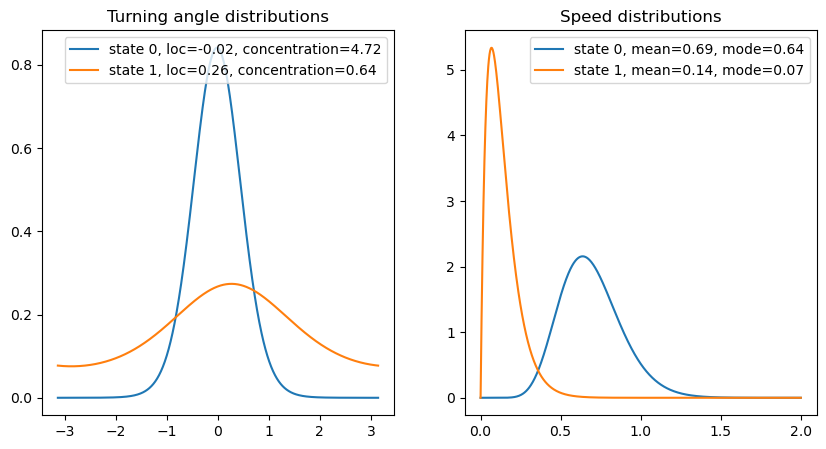 Turning angle distributions
state 0, loc=-0.02, concentration=4.72
state 1, loc=0.26, concentration=0.64
0.8
0.6
0.4
0.2
0.0
−3 −2 −1 0 1 2 3
Speed distributions
state 0, mean=0.69, mode=0.64
state 1, mean=0.14, mode=0.07
5
4
3
2
1
0
0.0 0.5 1.0 1.5 2.0